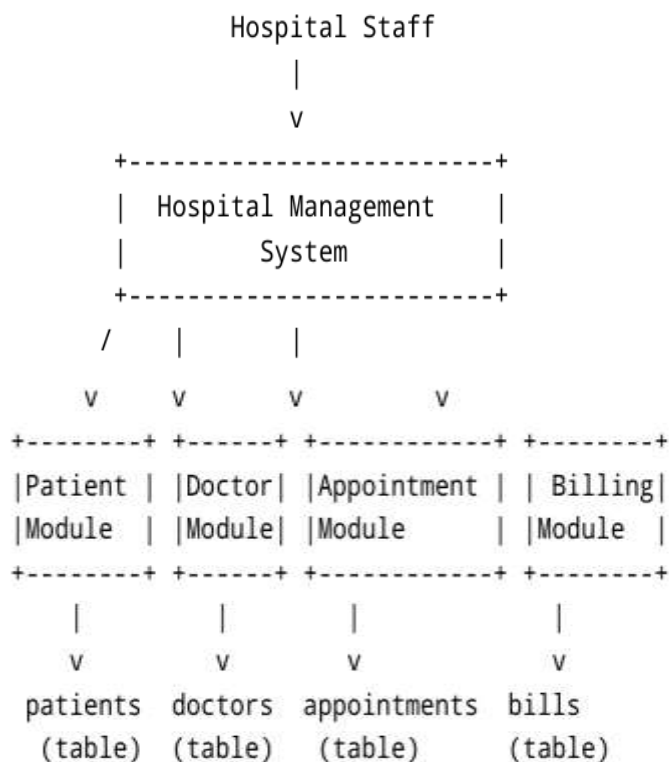 Hospital Staff
|
v
+-------------------------+
| Hospital Management |
| System |
+-------------------------+
/ | |
v v v v
+--------+ +------+ +------------+ +--------+
|Patient | |Doctor| |Appointment | | Billing|
|Module | |Module| |Module | |Module |
+--------+ +------+ +------------+ +--------+
| | | |
v v v v
patients doctors appointments bills
(table) (table) (table) (table)